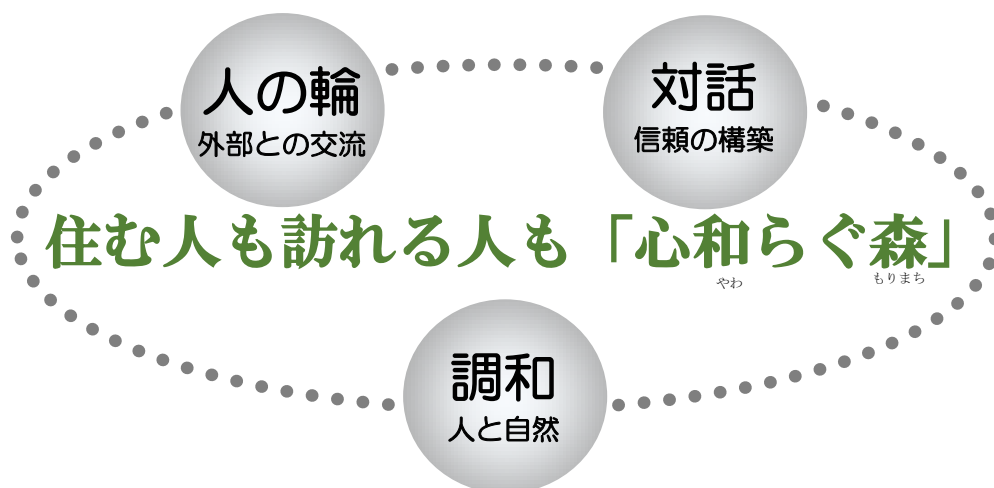 人の輪
外部との交流
対話
信頼の構築
住む人も訪れる人も「心和らぐ森」
やわ
もりまち
調和
人と自然